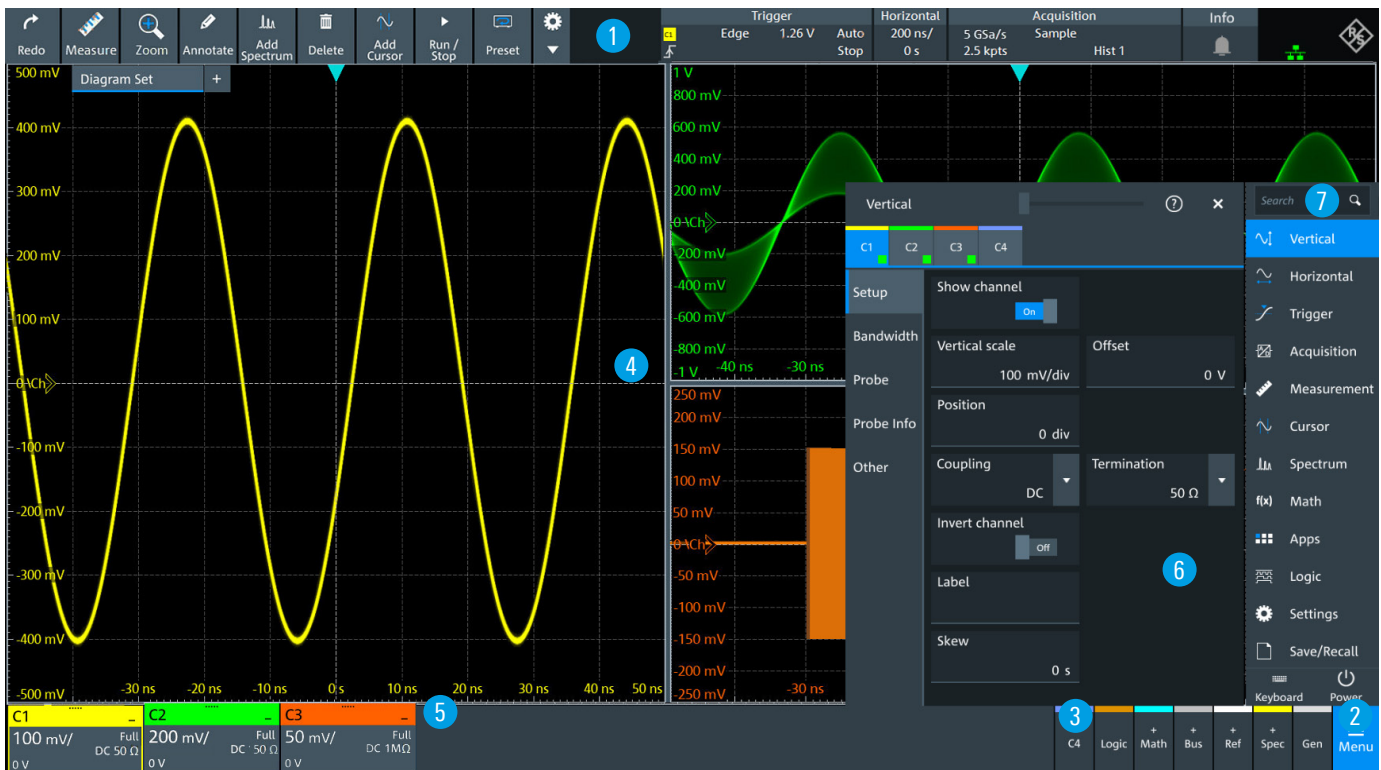 Redo Measure Zoom Annotate Add Spectrum Delete Add Cursor Run / Stop Preset
1
C1
Trigger
Edge 1.26 V Auto
Stop
Horizontal
200 ns/
0 s
Acquisition
5 GSa/s Sample
2.5 kpts Hist 1
Info
R&S
Diagram Set +
500 mV
400 mV
300 mV
200 mV
100 mV
-100 mV
-200 mV
-300 mV
-400 mV
-500 mV
-30 ns -20 ns -10 ns 0 s 10 ns 20 ns 30 ns 40 ns 50 ns
4
1 V
800 mV
600 mV
400 mV
200 mV
-200 mV
-400 mV
-600 mV
-800 mV
-1 V -40 ns -30 ns
250 mV
200 mV
150 mV
100 mV
50 mV
-50 mV
-100 mV
-150 mV
-200 mV
-250 mV -30 ns
Vertical ? ×
C1 C2 C3 C4
Setup
Bandwidth
Probe
Probe Info
Other
Show channel
On
Vertical scale
100 mV/div
Offset
0 V
Position
0 div
Coupling
DC
Termination
50 Ω
Invert channel
Off
Label
Skew
0 s
6
Search 7
Vertical
Horizontal
Trigger
Acquisition
Measurement
Cursor
Spectrum
f(x) Math
Apps
Logic
Settings
Save/Recall
Keyboard Power
C1
100 mV/ Full
DC 50 Ω
0 V
C2
200 mV/ Full
DC 50 Ω
0 V
C3
50 mV/ Full
DC 1MΩ
0 V
5
3
2
C4 Logic + Math + Bus + Ref + Spec Gen Menu